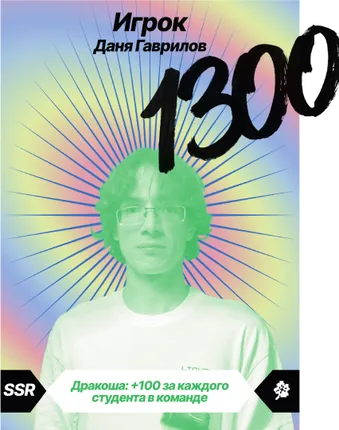 Игрок
Даня Гаврилов
1300
SSR
Дракоша: +100 за каждого
студента в команде